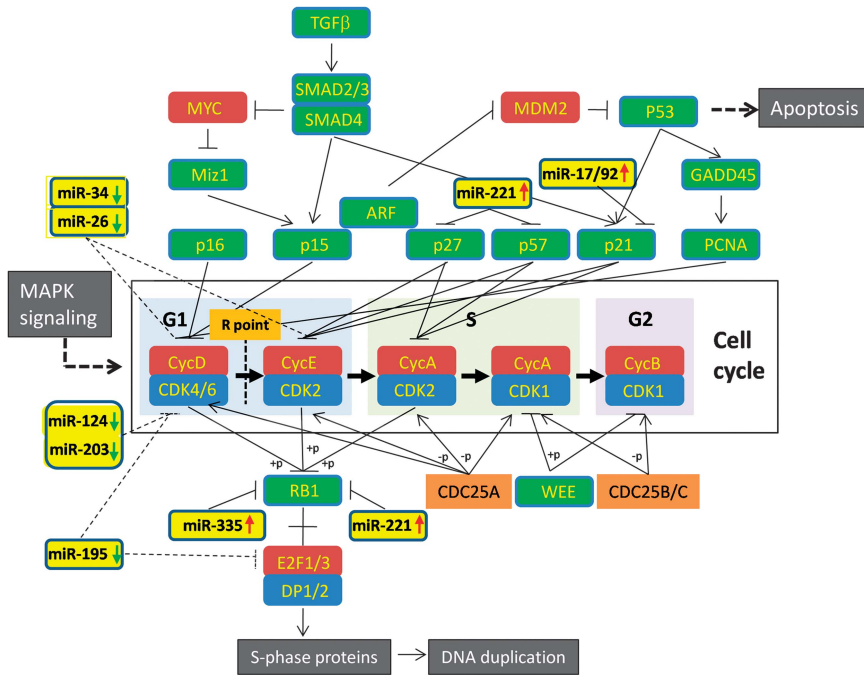 TGFβ
SMAD2/3
SMAD4
MYC
MDM2
P53
Apoptosis
Miz1
miR-17/92
GADD45
miR-34
miR-26
miR-221
ARF
p16
p15
p27
p57
p21
PCNA
MAPK
signaling
G1
R point
S
G2
Cell
cycle
CycD
CDK4/6
CycE
CDK2
CycA
CDK2
CycA
CDK1
CycB
CDK1
miR-124
miR-203
+p
+p
+p
-p
-p
+p
-p
RB1
CDC25A
WEE
CDC25B/C
miR-335
miR-221
miR-195
E2F1/3
DP1/2
S-phase proteins
DNA duplication